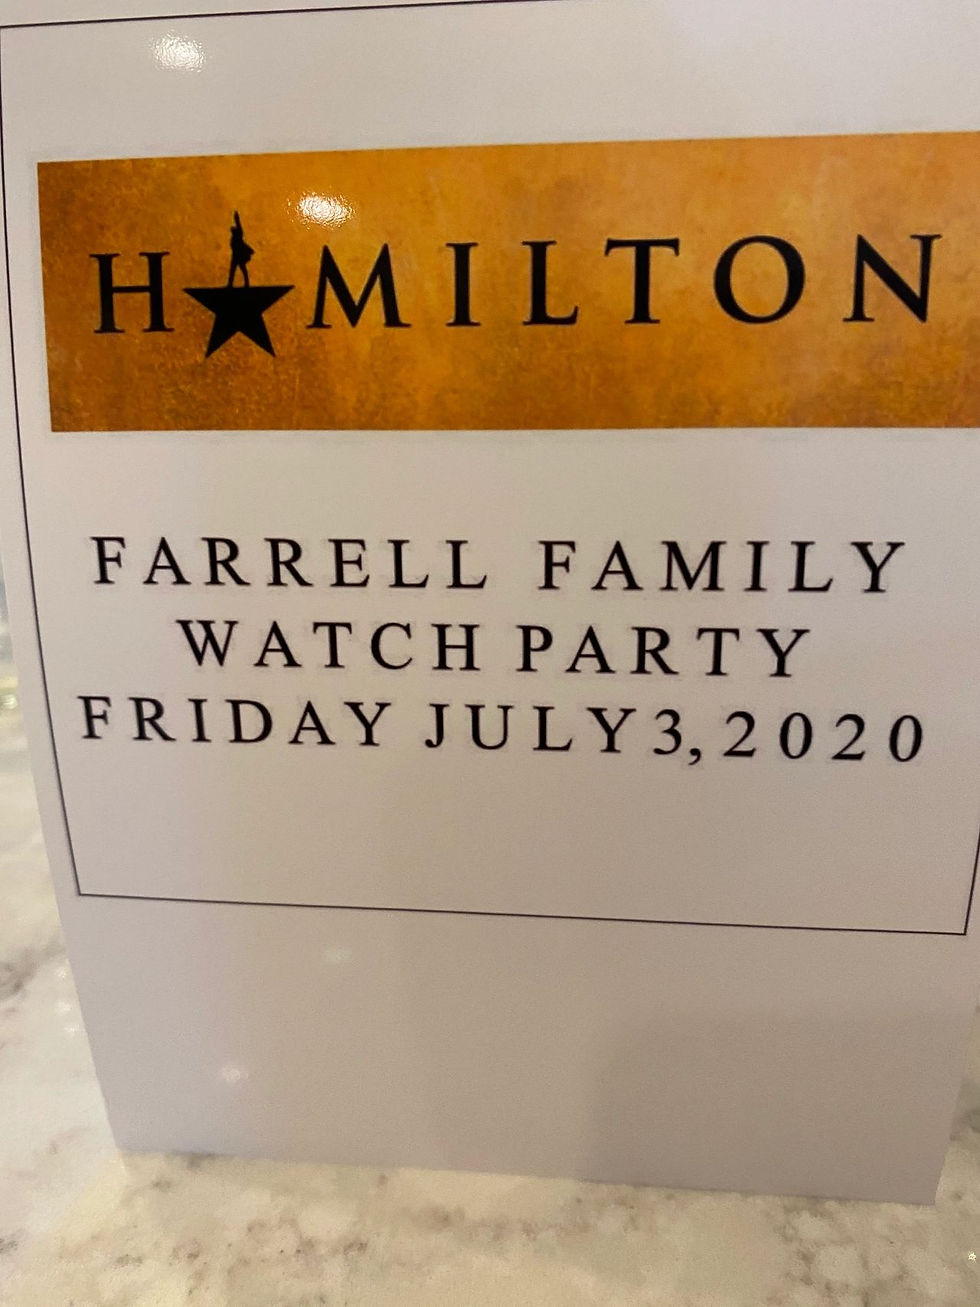 HAMILTON
FARRELL FAMILY
WATCH PARTY
FRIDAY JULY 3, 2020